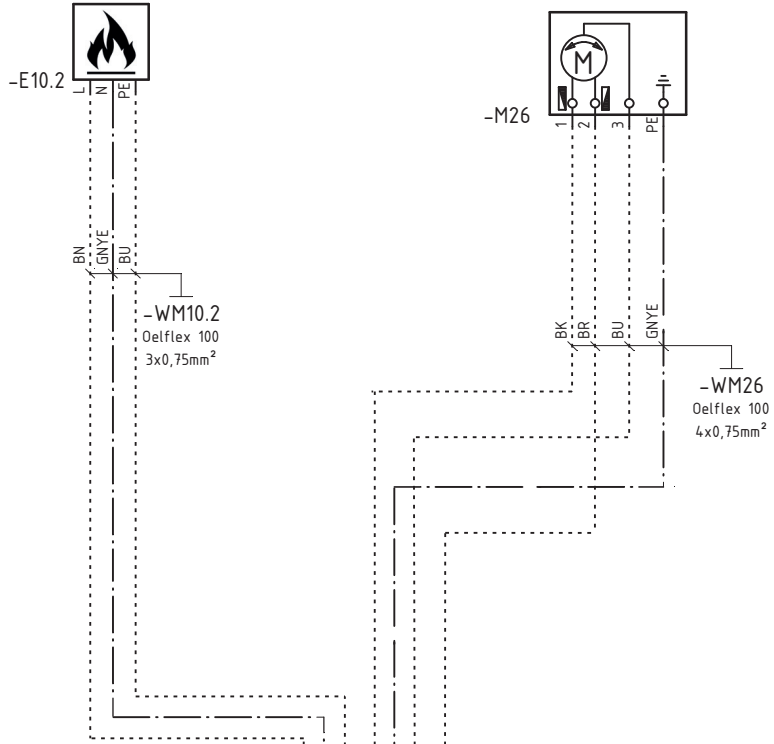 -E10.2
L
N
PE
BN
GNYE
BU
-WM10.2
Oelflex 100
3x0,75mm²
M
-M26
1
2
3
PE
BK
BR
BU
GNYE
-WM26
Oelflex 100
4x0,75mm²